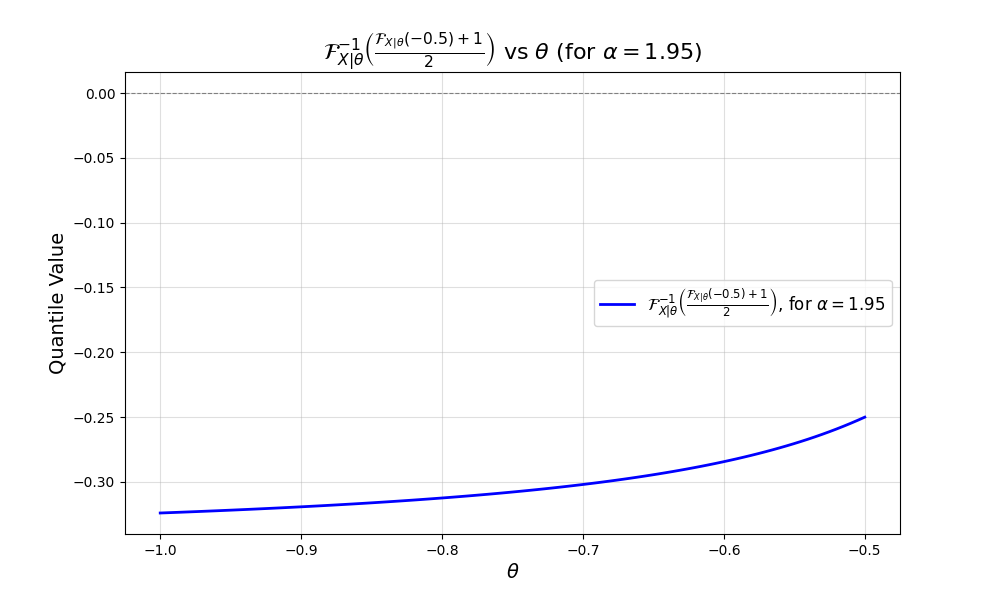 $\mathcal{F}_{X|\theta}^{-1}\left(\frac{\mathcal{F}_{X|\theta}(-0.5)+1}{2}\right)$ vs $\theta$ (for $\alpha = 1.95$)
0.00
−0.05
−0.10
−0.15
−0.20
−0.25
−0.30
Quantile Value
$\mathcal{F}_{X|\theta}^{-1}\left(\frac{\mathcal{F}_{X|\theta}(-0.5)+1}{2}\right)$, for $\alpha = 1.95$
−1.0 −0.9 −0.8 −0.7 −0.6 −0.5
$\theta$